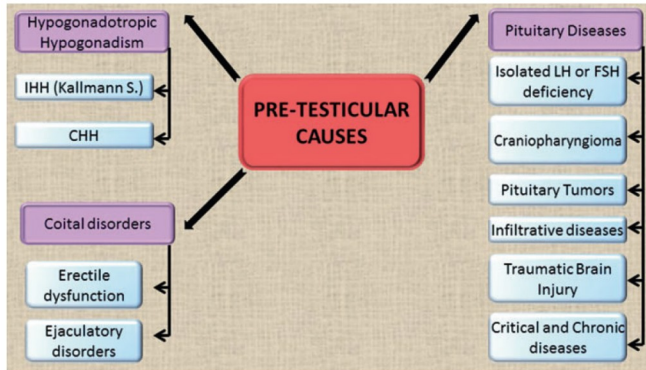 PRE-TESTICULAR
CAUSES
Hypogonadotropic
Hypogonadism
IHH (Kallmann S.)
CHH
Coital disorders
Erectile
dysfunction
Ejaculatory
disorders
Pituitary Diseases
Isolated LH or FSH
deficiency
Craniopharyngioma
Pituitary Tumors
Infiltrative diseases
Traumatic Brain
Injury
Critical and Chronic
diseases